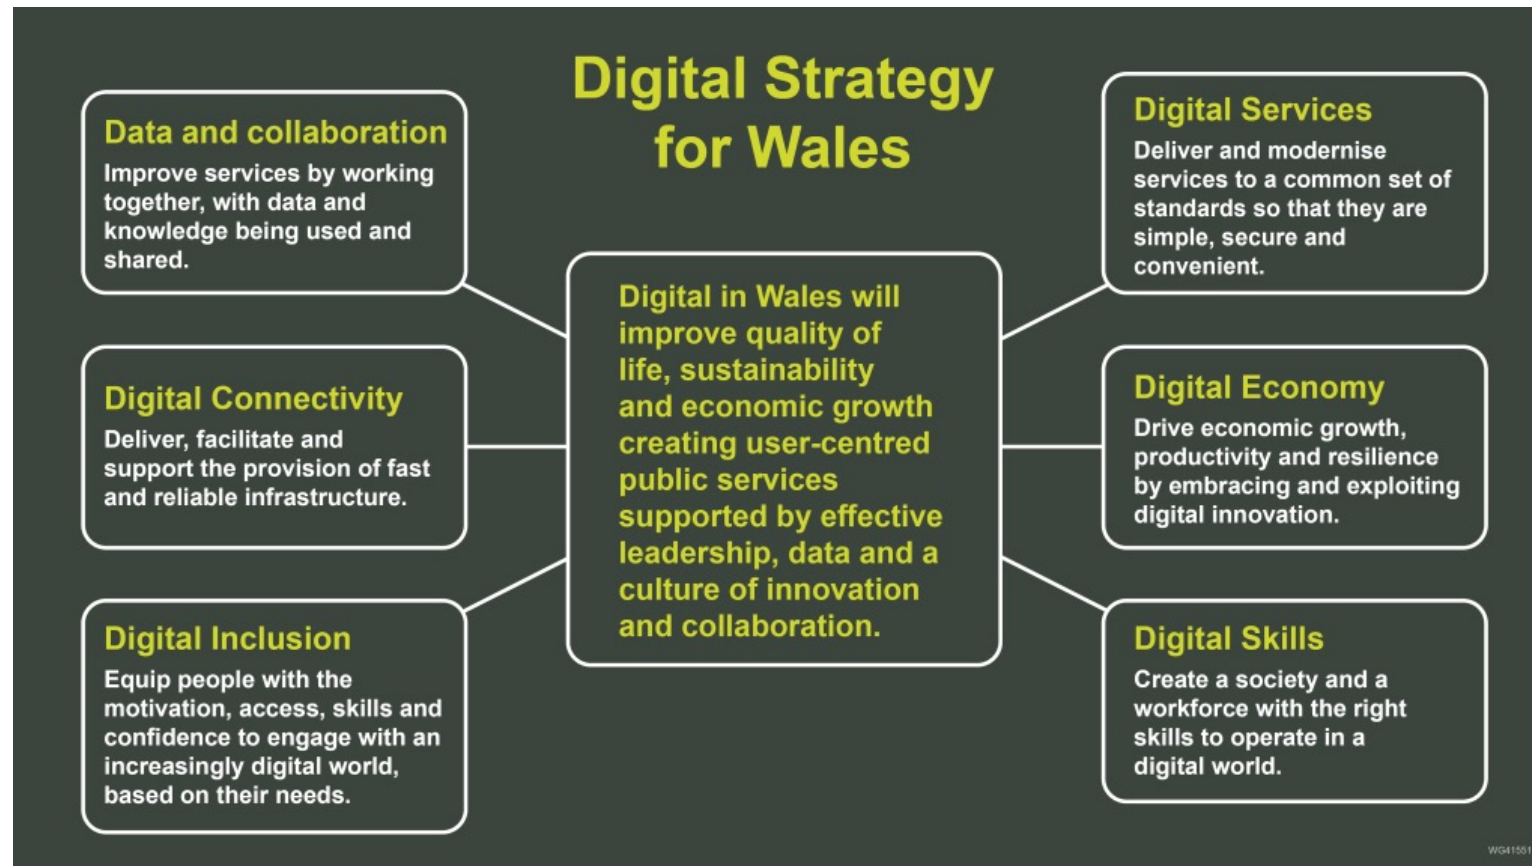 Digital Strategy
for Wales
Data and collaboration
Improve services by working
together, with data and
knowledge being used and
shared.
Digital Connectivity
Deliver, facilitate and
support the provision of fast
and reliable infrastructure.
Digital Inclusion
Equip people with the
motivation, access, skills and
confidence to engage with an
increasingly digital world,
based on their needs.
Digital in Wales will
improve quality of
life, sustainability
and economic growth
creating user-centred
public services
supported by effective
leadership, data and a
culture of innovation
and collaboration.
Digital Services
Deliver and modernise
services to a common set of
standards so that they are
simple, secure and
convenient.
Digital Economy
Drive economic growth,
productivity and resilience
by embracing and exploiting
digital innovation.
Digital Skills
Create a society and a
workforce with the right
skills to operate in a
digital world.
WG41551